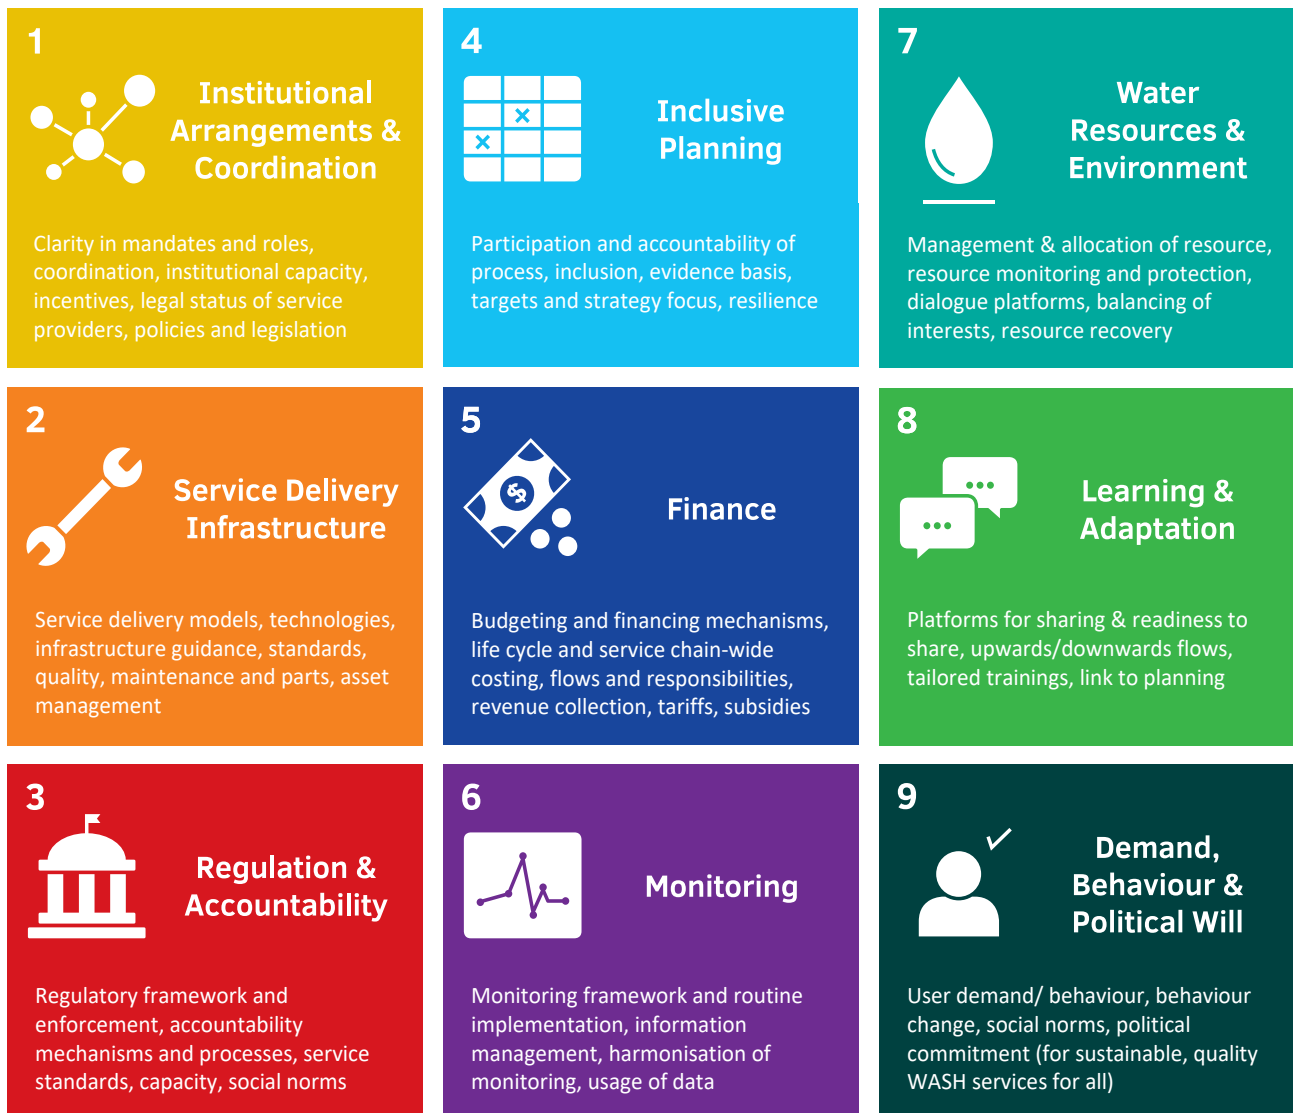 1
Institutional
Arrangements &
Coordination
Clarity in mandates and roles,
coordination, institutional capacity,
incentives, legal status of service
providers, policies and legislation
2
Service Delivery
Infrastructure
Service delivery models, technologies,
infrastructure guidance, standards,
quality, maintenance and parts, asset
management
3
Regulation &
Accountability
Regulatory framework and
enforcement, accountability
mechanisms and processes, service
standards, capacity, social norms
4
Inclusive
Planning
Participation and accountability of
process, inclusion, evidence basis,
targets and strategy focus, resilience
5
$
Finance
Budgeting and financing mechanisms,
life cycle and service chain-wide
costing, flows and responsibilities,
revenue collection, tariffs, subsidies
6
Monitoring
Monitoring framework and routine
implementation, information
management, harmonisation of
monitoring, usage of data
7
Water
Resources &
Environment
Management & allocation of resource,
resource monitoring and protection,
dialogue platforms, balancing of
interests, resource recovery
8
Learning &
Adaptation
Platforms for sharing & readiness to
share, upwards/downwards flows,
tailored trainings, link to planning
9
Demand,
Behaviour &
Political Will
User demand/ behaviour, behaviour
change, social norms, political
commitment (for sustainable, quality
WASH services for all)